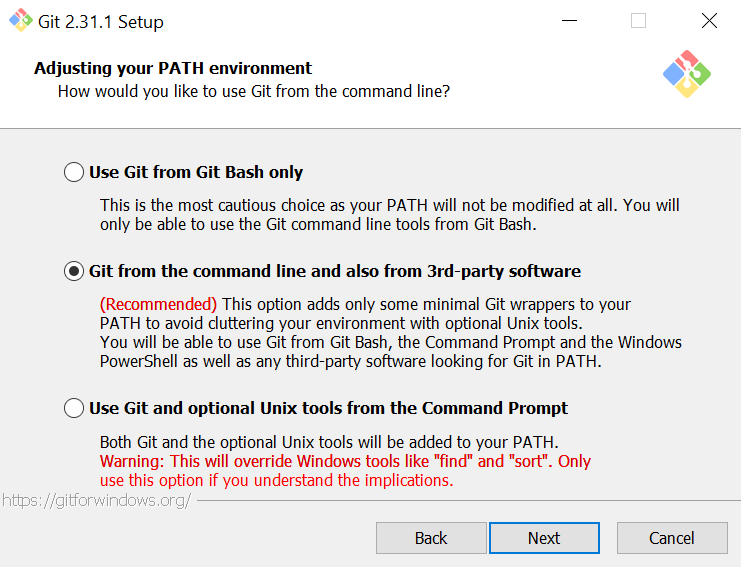 Git 2.31.1 Setup
Adjusting your PATH environment
How would you like to use Git from the command line?
Use Git from Git Bash only
This is the most cautious choice as your PATH will not be modified at all. You will
only be able to use the Git command line tools from Git Bash.
Git from the command line and also from 3rd-party software
(Recommended) This option adds only some minimal Git wrappers to your
PATH to avoid cluttering your environment with optional Unix tools.
You will be able to use Git from Git Bash, the Command Prompt and the Windows
PowerShell as well as any third-party software looking for Git in PATH.
Use Git and optional Unix tools from the Command Prompt
Both Git and the optional Unix tools will be added to your PATH.
Warning: This will override Windows tools like "find" and "sort". Only
use this option if you understand the implications.
https://gitforwindows.org/
Back Next Cancel